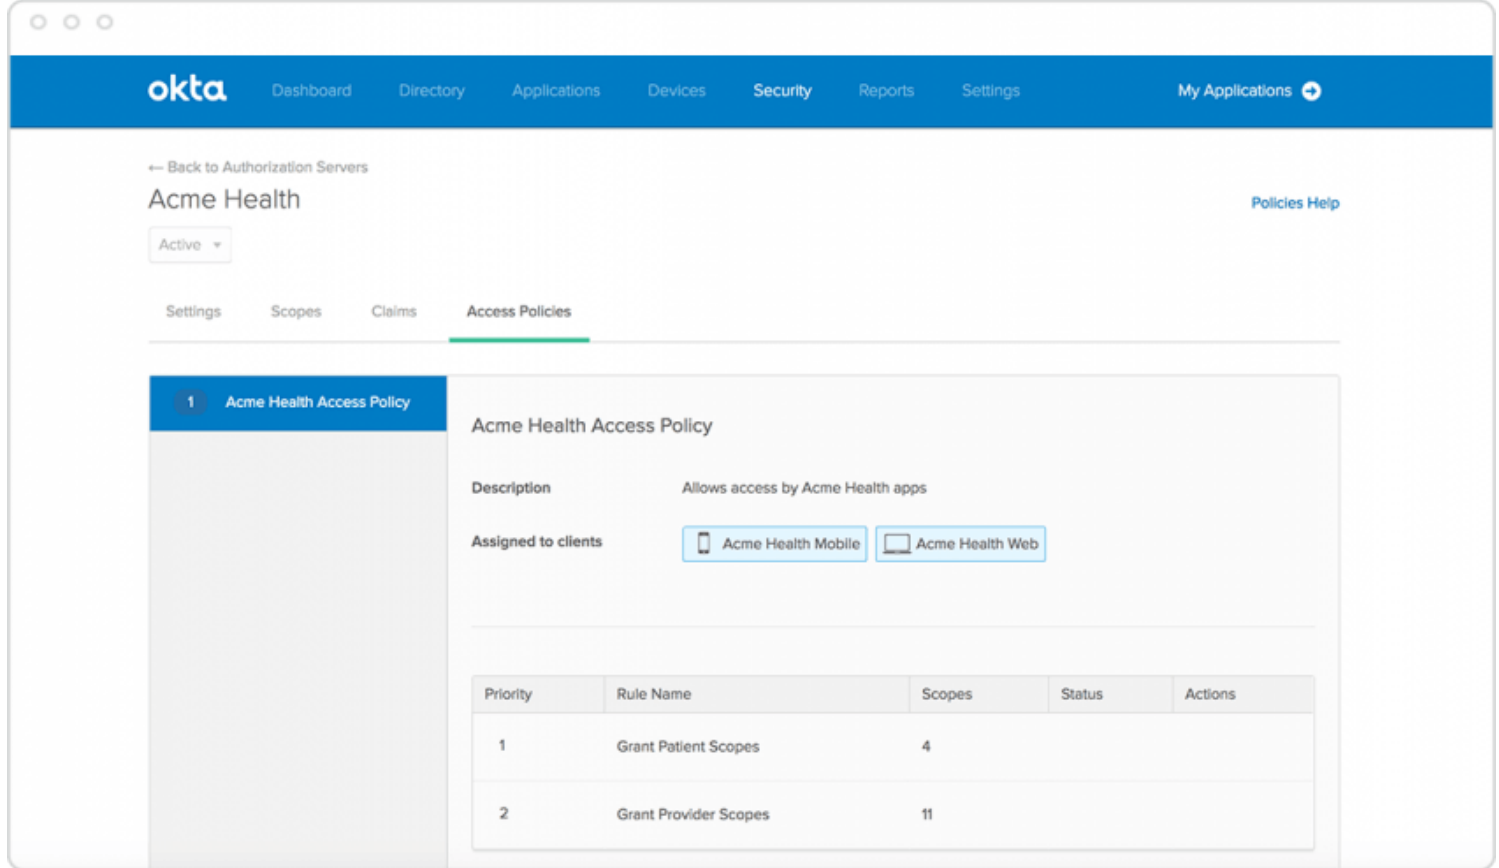 okta Dashboard Directory Applications Devices Security Reports Settings My Applications
← Back to Authorization Servers
Acme Health
Policies Help
Active
Settings Scopes Claims Access Policies
1 Acme Health Access Policy
Acme Health Access Policy
Description Allows access by Acme Health apps
Assigned to clients Acme Health Mobile Acme Health Web
Priority Rule Name Scopes Status Actions
1 Grant Patient Scopes 4
2 Grant Provider Scopes 11